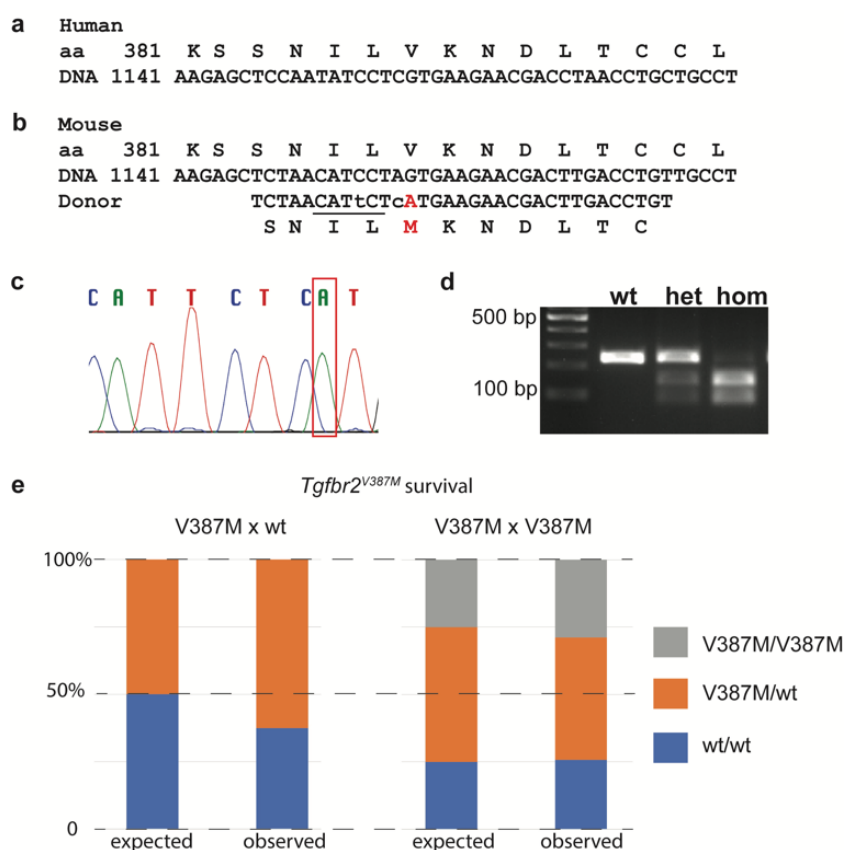 a Human
aa 381 K S S N I L V K N D L T C C L
DNA 1141 AAGAGCTCCAATATCCTCGTGAAGAACGACCTAACCTGCTGCCT
b Mouse
aa 381 K S S N I L V K N D L T C C L
DNA 1141 AAGAGCTCTAACATCCTAGTGAAGAACGACTTGACCTGTTGCCT
Donor TCTAACATtCTcATGAAGAACGACTTGACCTGT
S N I L M K N D L T C
c
C A T T C T C A T
d
wt het hom
500 bp
100 bp
e
Tgfbr2V387M survival
V387M x wt V387M x V387M
100%
50%
0
expected observed expected observed
V387M/V387M
V387M/wt
wt/wt